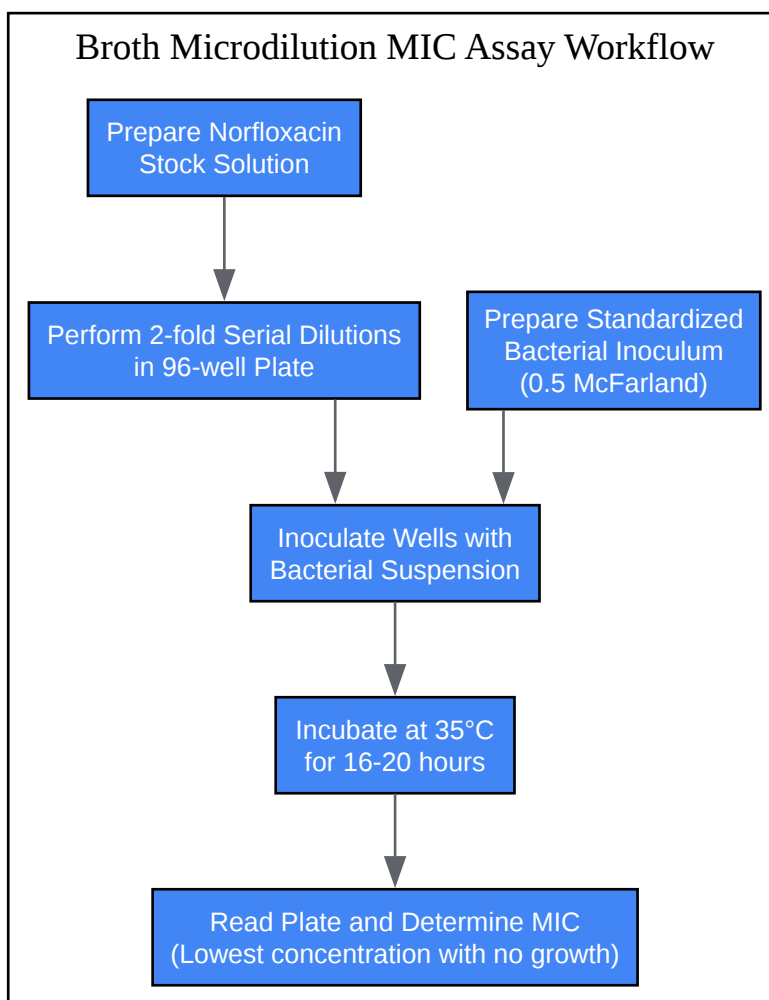 Broth Microdilution MIC Assay Workflow
Prepare Norfloxacin
Stock Solution
Perform 2-fold Serial Dilutions
in 96-well Plate
Prepare Standardized
Bacterial Inoculum
(0.5 McFarland)
Inoculate Wells with
Bacterial Suspension
Incubate at 35°C
for 16-20 hours
Read Plate and Determine MIC
(Lowest concentration with no growth)